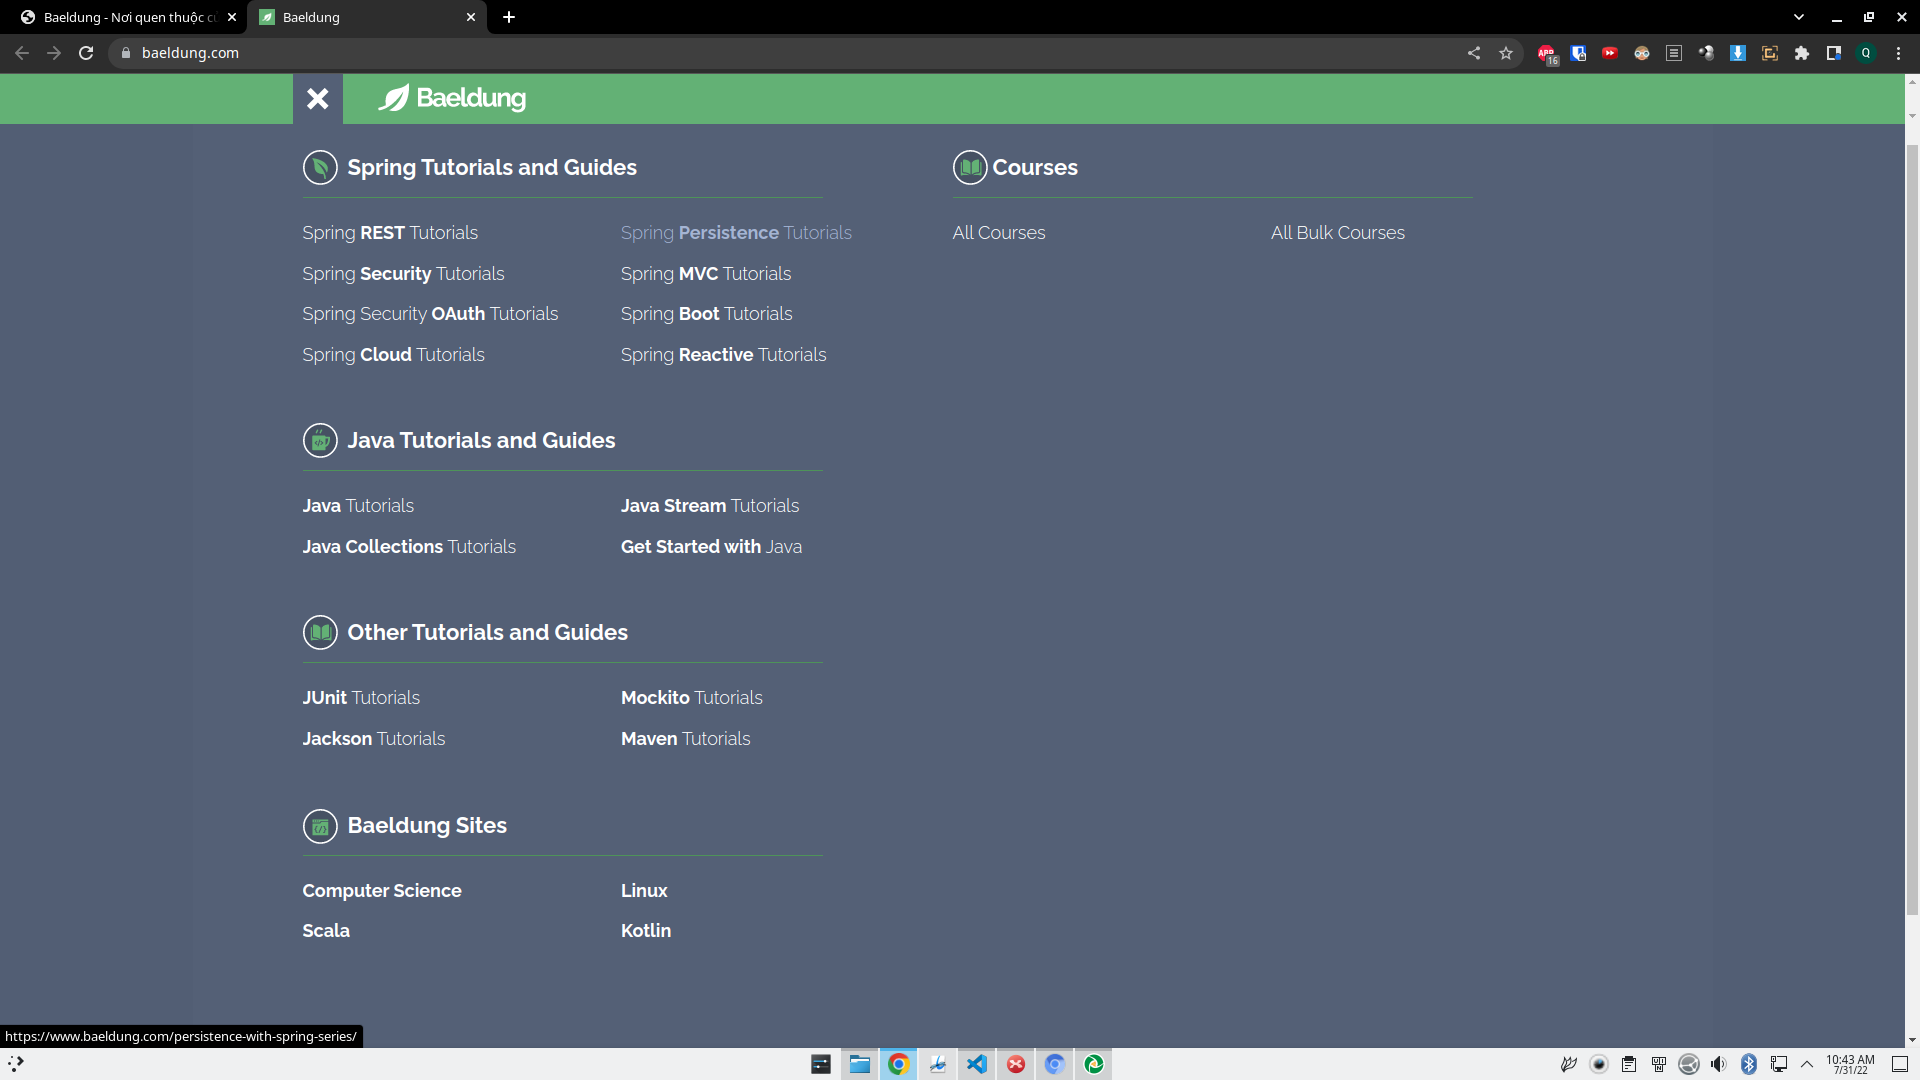 Baeldung - Nơi quen thuộc c
Baeldung
baeldung.com
ABP
16
Q
Baeldung
Spring Tutorials and Guides
Courses
Spring REST Tutorials
Spring Persistence Tutorials
All Courses
All Bulk Courses
Spring Security Tutorials
Spring MVC Tutorials
Spring Security OAuth Tutorials
Spring Boot Tutorials
Spring Cloud Tutorials
Spring Reactive Tutorials
Java Tutorials and Guides
Java Tutorials
Java Stream Tutorials
Java Collections Tutorials
Get Started with Java
Other Tutorials and Guides
JUnit Tutorials
Mockito Tutorials
Jackson Tutorials
Maven Tutorials
Baeldung Sites
Computer Science
Linux
Scala
Kotlin
https://www.baeldung.com/persistence-with-spring-series/
10:43 AM
7/31/22